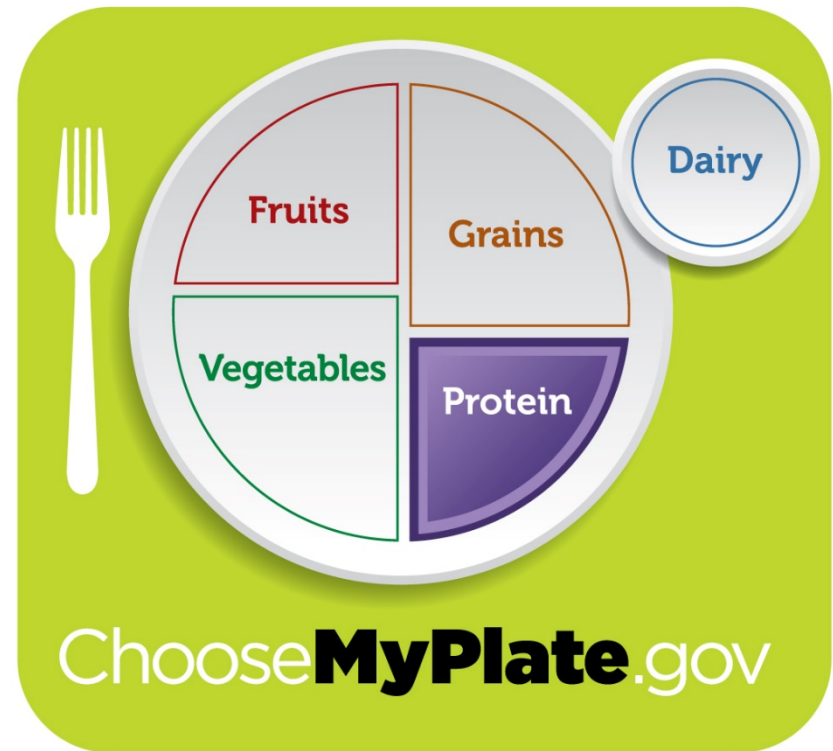 Fruits
Grains
Dairy
Vegetables
Protein
ChooseMyPlate.gov